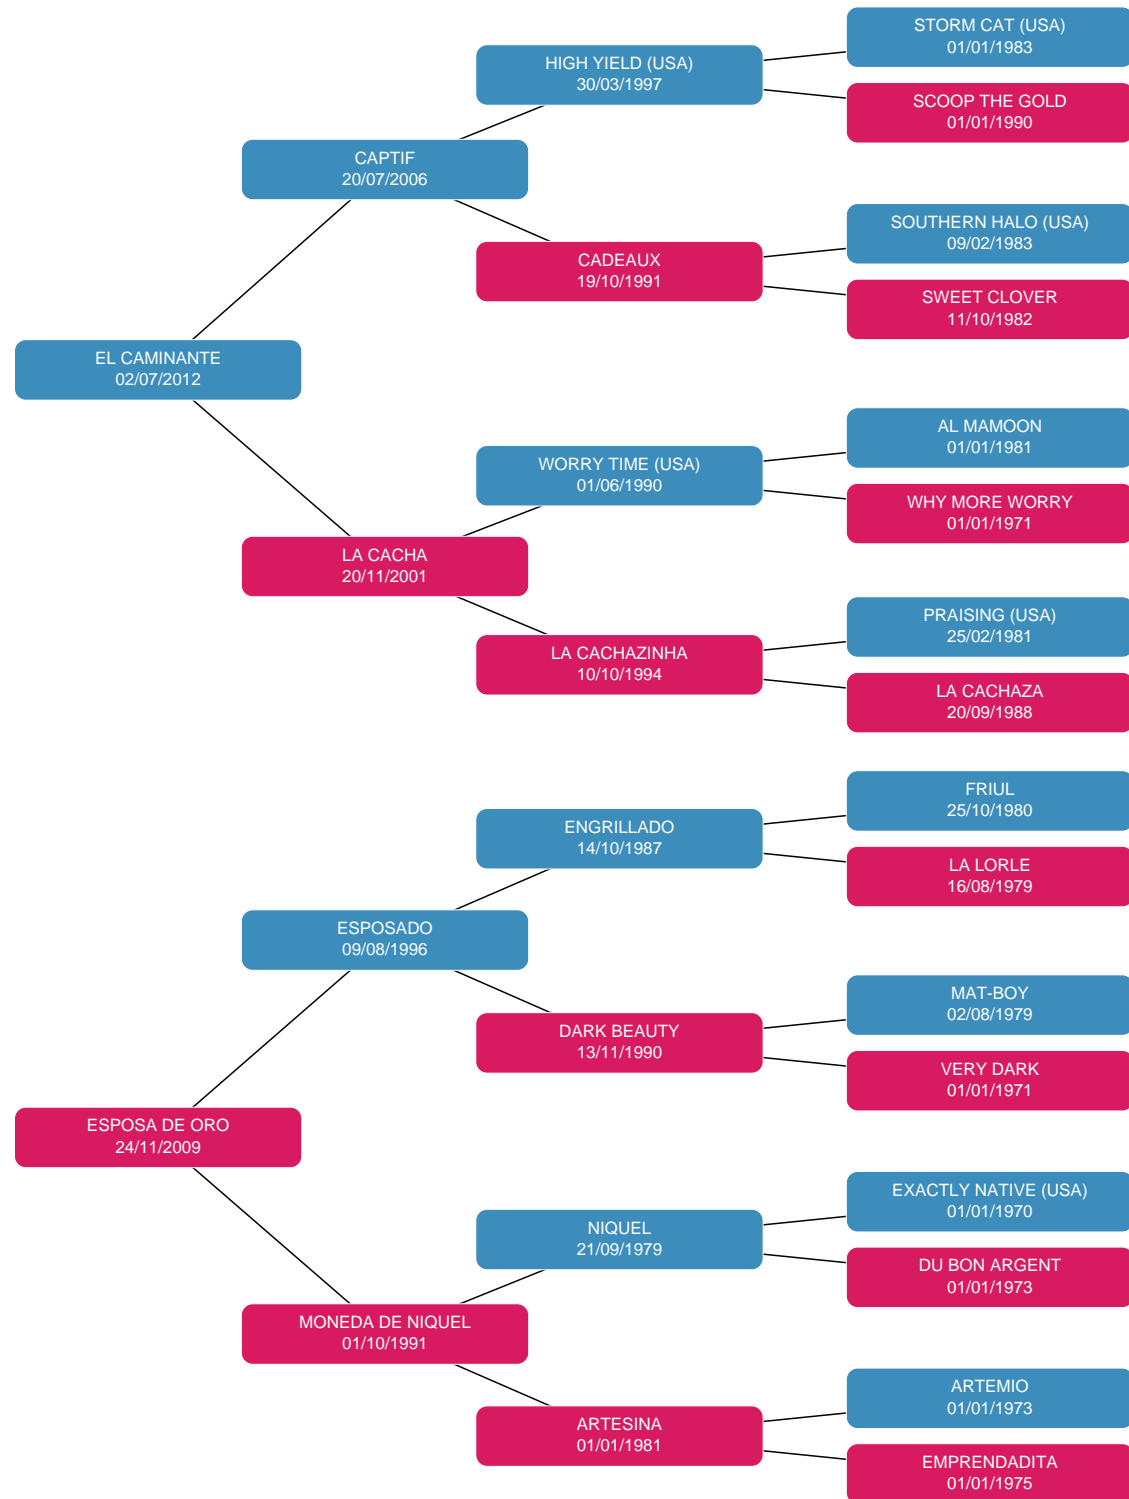 STORM CAT (USA)
01/01/1983
HIGH YIELD (USA)
30/03/1997
SCOOP THE GOLD
01/01/1990
CAPTIF
20/07/2006
SOUTHERN HALO (USA)
09/02/1983
CADEAUX
19/10/1991
SWEET CLOVER
11/10/1982
EL CAMINANTE
02/07/2012
AL MAMOON
01/01/1981
WORRY TIME (USA)
01/06/1990
WHY MORE WORRY
01/01/1971
LA CACHA
20/11/2001
PRAISING (USA)
25/02/1981
LA CACHAZINHA
10/10/1994
LA CACHAZA
20/09/1988
FRIUL
25/10/1980
ENGRILLADO
14/10/1987
LA LORLE
16/08/1979
ESPOSADO
09/08/1996
MAT-BOY
02/08/1979
DARK BEAUTY
13/11/1990
VERY DARK
01/01/1971
ESPOSA DE ORO
24/11/2009
EXACTLY NATIVE (USA)
01/01/1970
NIQUEL
21/09/1979
DU BON ARGENT
01/01/1973
MONEDA DE NIQUEL
01/10/1991
ARTEMIO
01/01/1973
ARTESINA
01/01/1981
EMPRENDADITA
01/01/1975